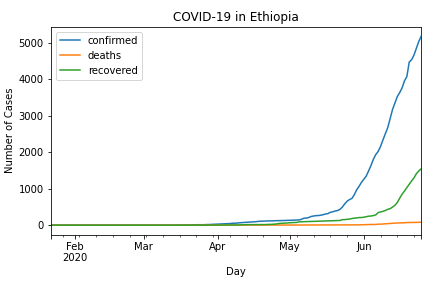 COVID-19 in Ethiopia
confirmed
deaths
recovered
Number of Cases
5000
4000
3000
2000
1000
0
Feb
2020
Mar
Apr
May
Jun
Day